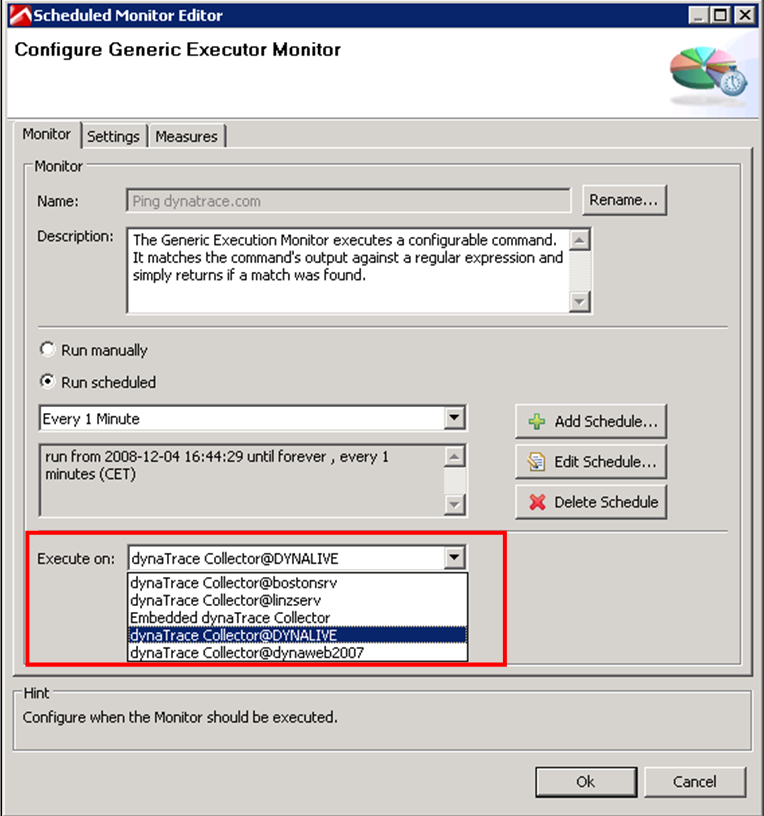 Scheduled Monitor Editor
Configure Generic Executor Monitor
Monitor Settings Measures
Monitor
Name: Ping dynatrace.com Rename...
Description: The Generic Execution Monitor executes a configurable command.
It matches the command's output against a regular expression and
simply returns if a match was found.
Run manually
Run scheduled
Every 1 Minute Add Schedule...
run from 2008-12-04 16:44:29 until forever , every 1
minutes (CET)
Edit Schedule...
Delete Schedule
Execute on: dynaTrace Collector@DYNALIVE
dynaTrace Collector@bostonsrv
dynaTrace Collector@linzserv
Embedded dynaTrace Collector
dynaTrace Collector@DYNALIVE
dynaTrace Collector@dynaweb2007
Hint
Configure when the Monitor should be executed.
Ok Cancel